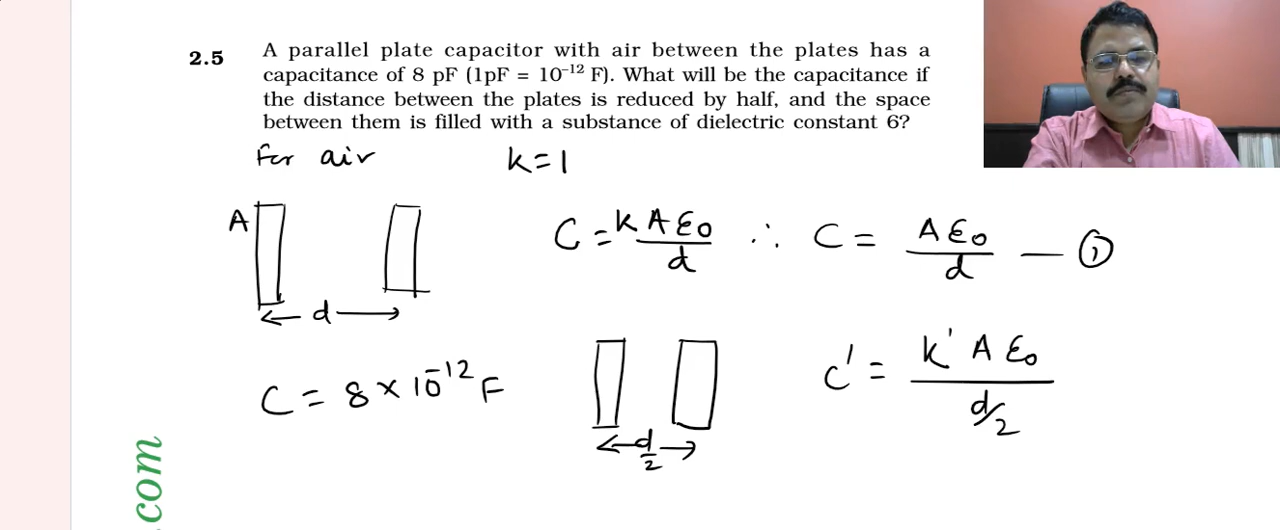 2.5 A parallel plate capacitor with air between the plates has a
capacitance of 8 pF (1pF = 10⁻¹² F). What will be the capacitance if
the distance between the plates is reduced by half, and the space
between them is filled with a substance of dielectric constant 6?
for air k=1
A
C = kAε₀/d ∴ C = Aε₀/d — ①
d
C = 8 × 10⁻¹² F
C' = k'Aε₀/d/2
d/2
.com